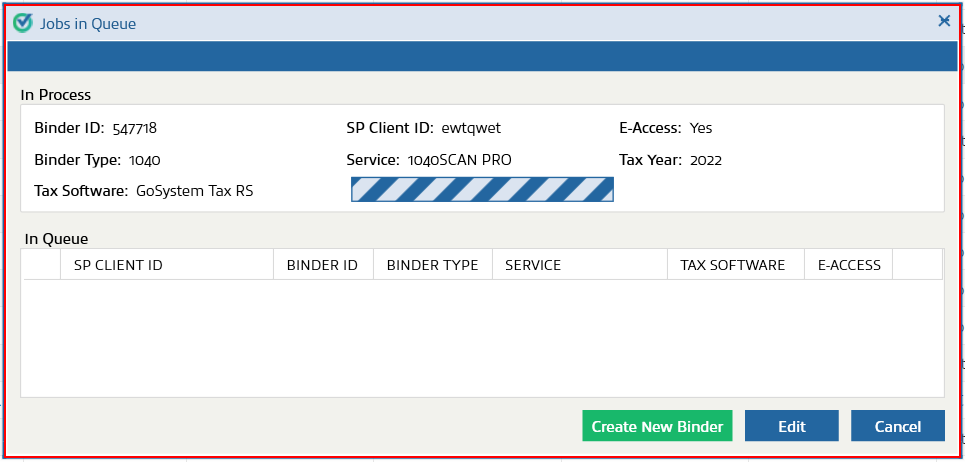 Jobs in Queue
In Process
Binder ID: 547718 SP Client ID: ewtqwet E-Access: Yes
Binder Type: 1040 Service: 1040SCAN PRO Tax Year: 2022
Tax Software: GoSystem Tax RS
In Queue
SP CLIENT ID BINDER ID BINDER TYPE SERVICE TAX SOFTWARE E-ACCESS
Create New Binder Edit Cancel